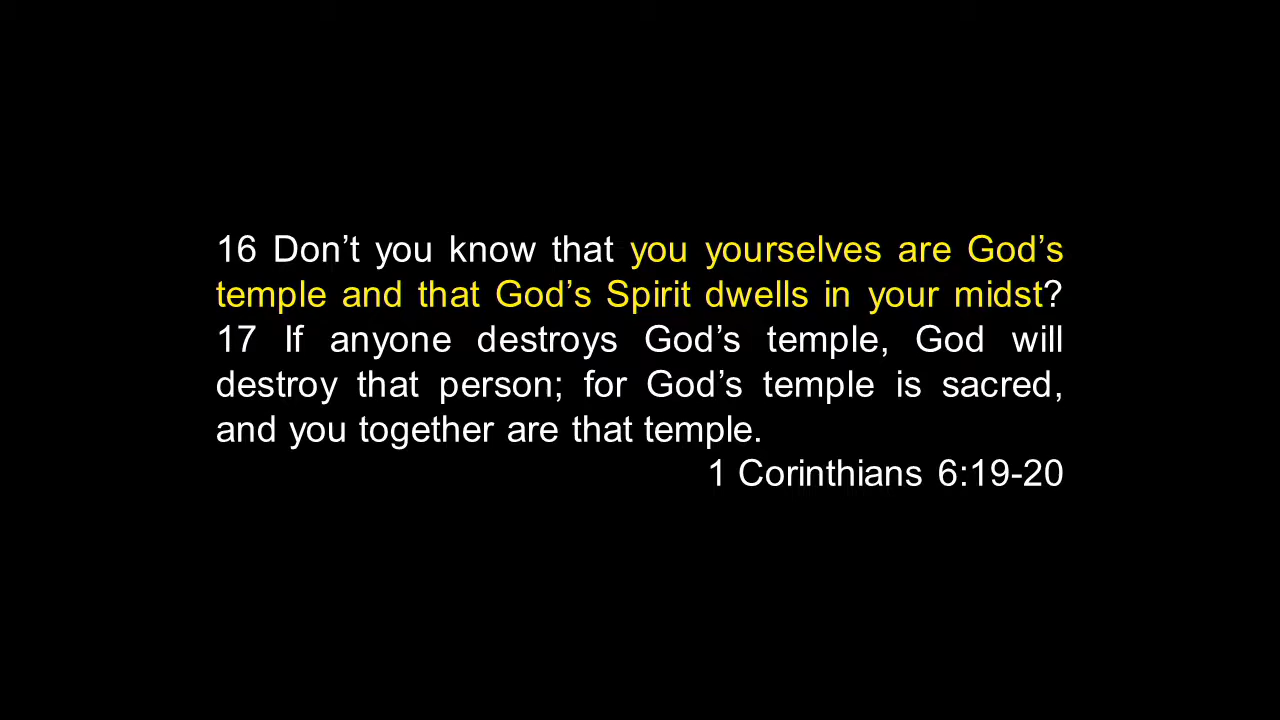 16 Don’t you know that you yourselves are God’s
temple and that God’s Spirit dwells in your midst?
17 If anyone destroys God’s temple, God will
destroy that person; for God’s temple is sacred,
and you together are that temple.
1 Corinthians 6:19-20